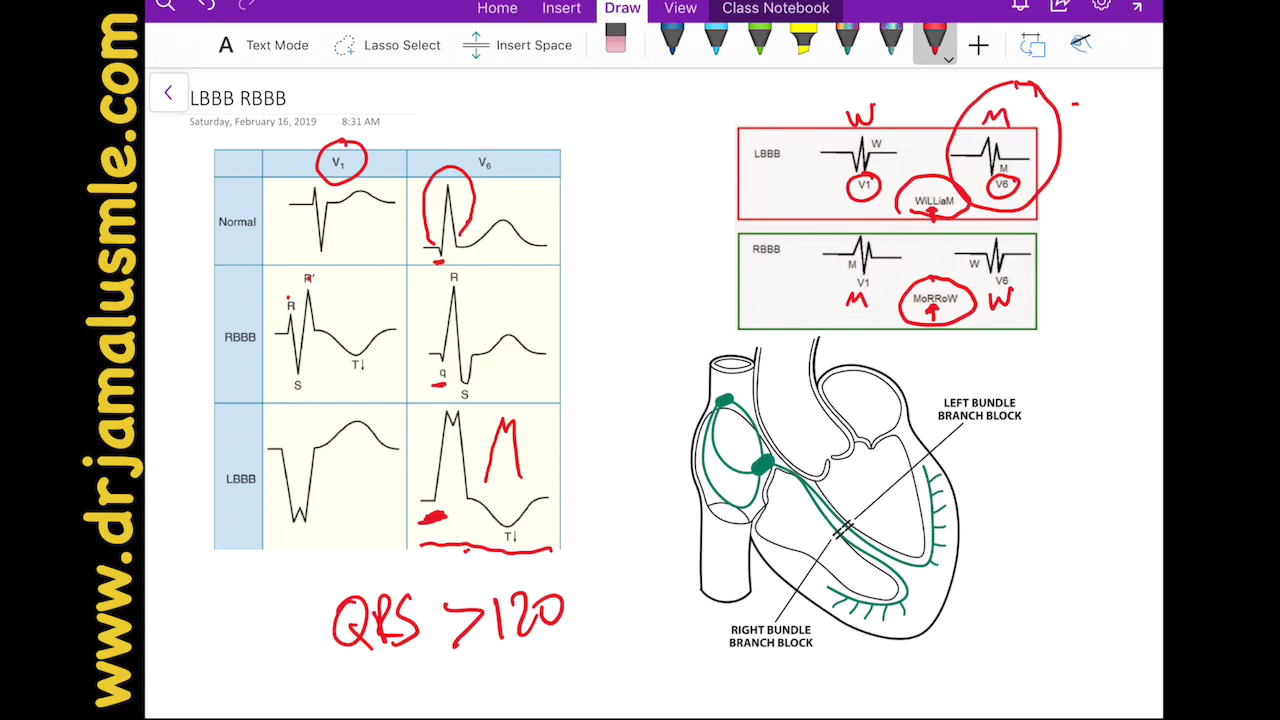 www.drjamalusmle.com
Home Insert Draw View Class Notebook
A Text Mode Lasso Select Insert Space
LBBB RBBB
Saturday, February 16, 2019 8:31 AM
V1 V6
Normal
RBBB
R R'
S
T↓
R
q
S
LBBB
M
T↓
QRS >120
W M
LBBB
W
V1
M
V6
WiLLiaM
RBBB
M
V1
W
V6
MoRRoW
M W
LEFT BUNDLE
BRANCH BLOCK
RIGHT BUNDLE
BRANCH BLOCK